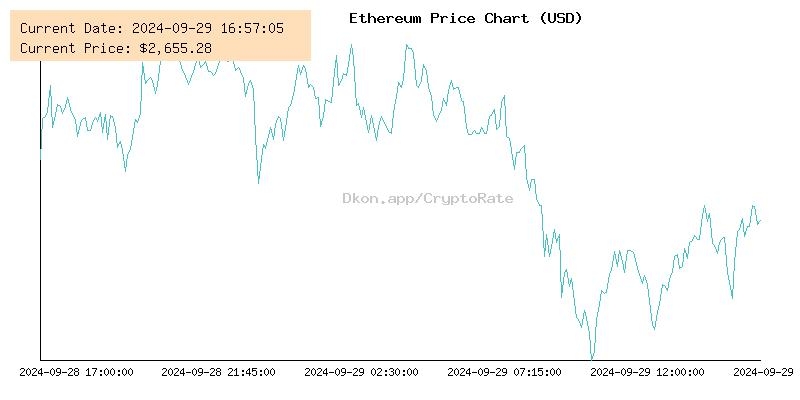 Ethereum Price Chart (USD)
Current Date: 2024-09-29 16:57:05
Current Price: $2,655.28
Dkon.app/CryptoRate
2024-09-28 17:00:00 2024-09-28 21:45:00 2024-09-29 02:30:00 2024-09-29 07:15:00 2024-09-29 12:00:00 2024-09-29